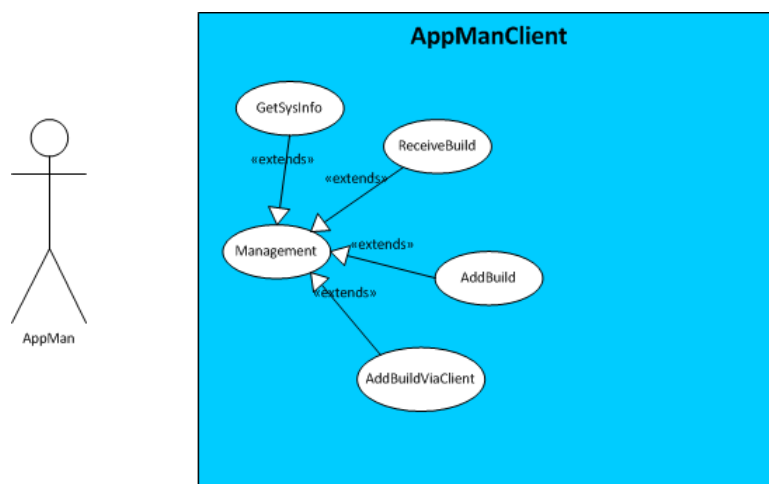 AppManClient
GetSysInfo
«extends»
ReceiveBuild
«extends»
Management
«extends»
AddBuild
«extends»
AddBuildViaClient
AppMan